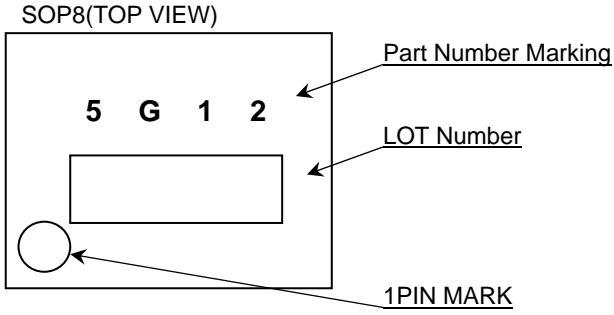 SOP8(TOP VIEW)
Part Number Marking
5 G 1 2
LOT Number
1PIN MARK